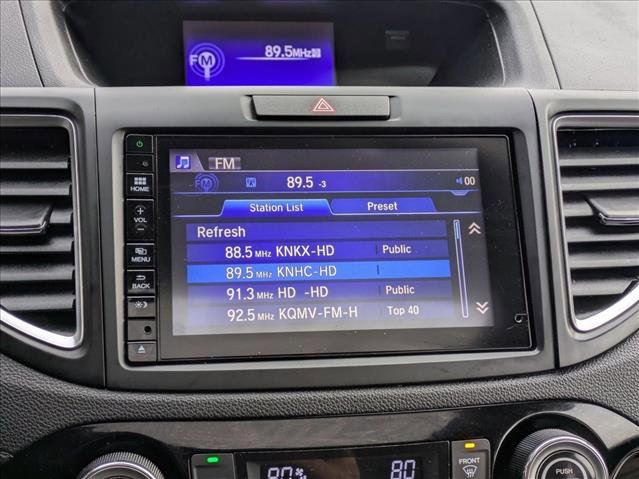 FM
89.5MHz
FM
FM
89.5 -3
00
Station List
Preset
Refresh
88.5 MHz KNKX-HD Public
89.5 MHz KNHC-HD
91.3 MHz HD -HD Public
92.5 MHz KQMV-FM-H Top 40
HOME
+
VOL
-
MENU
BACK
80
80
FRONT
PUSH